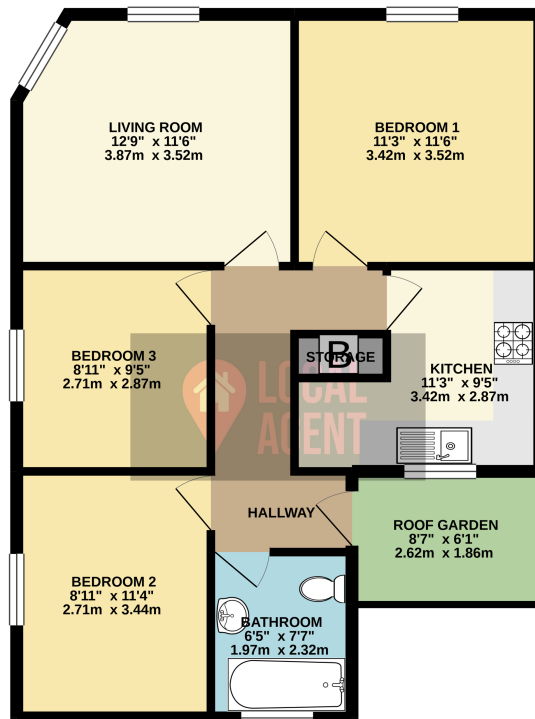 LIVING ROOM
12'9" x 11'6"
3.87m x 3.52m
BEDROOM 1
11'3" x 11'6"
3.42m x 3.52m
BEDROOM 3
8'11" x 9'5"
2.71m x 2.87m
B
STORAGE
KITCHEN
11'3" x 9'5"
3.42m x 2.87m
LOCAL
AGENT
HALLWAY
ROOF GARDEN
8'7" x 6'1"
2.62m x 1.86m
BEDROOM 2
8'11" x 11'4"
2.71m x 3.44m
BATHROOM
6'5" x 7'7"
1.97m x 2.32m